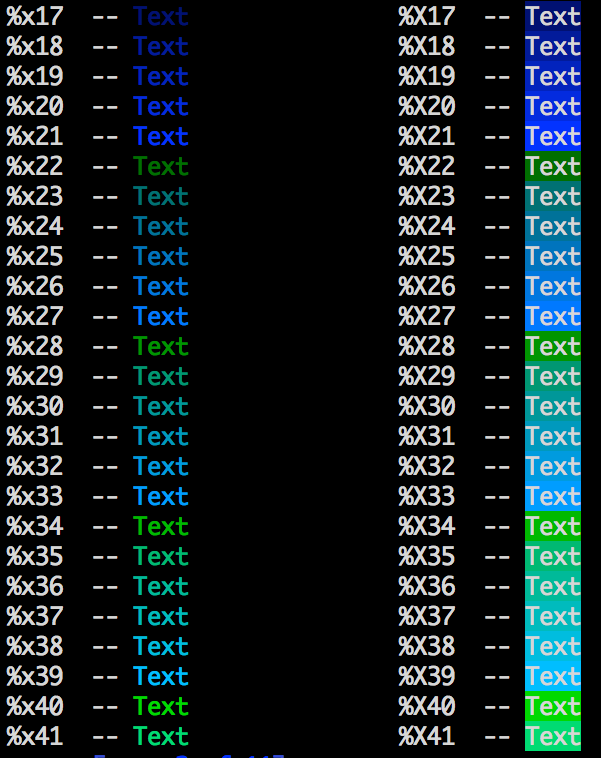 %x17 -- Text %X17 -- Text
%x18 -- Text %X18 -- Text
%x19 -- Text %X19 -- Text
%x20 -- Text %X20 -- Text
%x21 -- Text %X21 -- Text
%x22 -- Text %X22 -- Text
%x23 -- Text %X23 -- Text
%x24 -- Text %X24 -- Text
%x25 -- Text %X25 -- Text
%x26 -- Text %X26 -- Text
%x27 -- Text %X27 -- Text
%x28 -- Text %X28 -- Text
%x29 -- Text %X29 -- Text
%x30 -- Text %X30 -- Text
%x31 -- Text %X31 -- Text
%x32 -- Text %X32 -- Text
%x33 -- Text %X33 -- Text
%x34 -- Text %X34 -- Text
%x35 -- Text %X35 -- Text
%x36 -- Text %X36 -- Text
%x37 -- Text %X37 -- Text
%x38 -- Text %X38 -- Text
%x39 -- Text %X39 -- Text
%x40 -- Text %X40 -- Text
%x41 -- Text %X41 -- Text